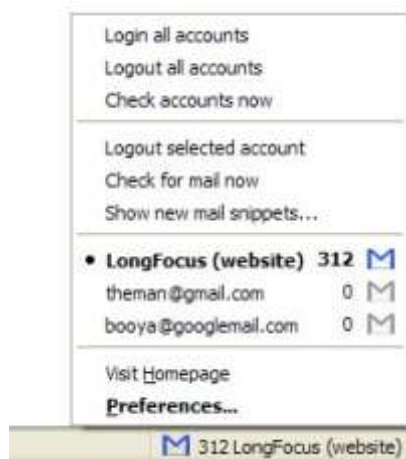 Login all accounts
Logout all accounts
Check accounts now
Logout selected account
Check for mail now
Show new mail snippets...
• LongFocus (website) 312
theman@gmail.com 0
booya@googlemail.com 0
Visit Homepage
Preferences...
312 LongFocus (website)